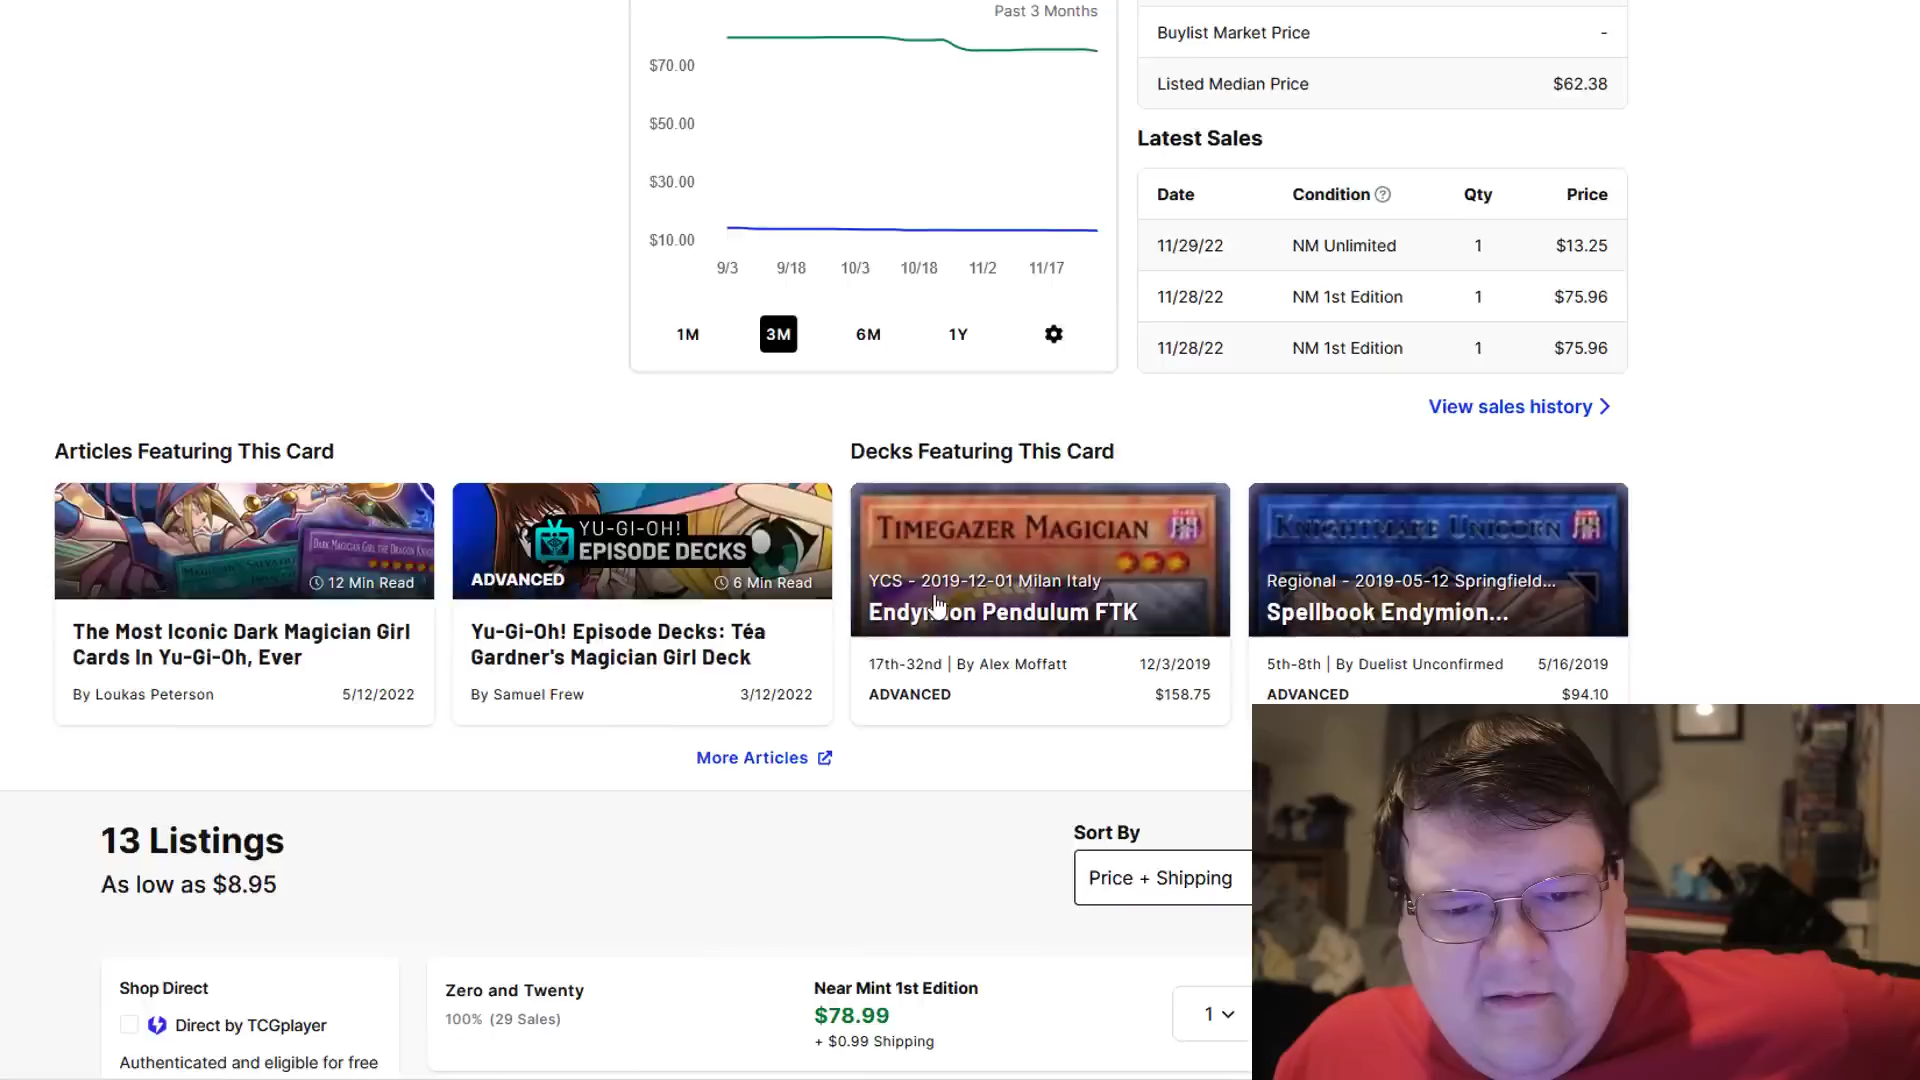 Past 3 Months
$70.00
$50.00
$30.00
$10.00
9/3 9/18 10/3 10/18 11/2 11/17
1M 3M 6M 1Y
Buylist Market Price -
Listed Median Price $62.38
Latest Sales
Date Condition ? Qty Price
11/29/22 NM Unlimited 1 $13.25
11/28/22 NM 1st Edition 1 $75.96
11/28/22 NM 1st Edition 1 $75.96
View sales history
Articles Featuring This Card
DARK MAGICIAN GIRL THE DRAGON KNIGHT
12 Min Read
The Most Iconic Dark Magician Girl
Cards In Yu-Gi-Oh, Ever
By Loukas Peterson 5/12/2022
YU-GI-OH!
EPISODE DECKS
ADVANCED 6 Min Read
Yu-Gi-Oh! Episode Decks: Téa
Gardner's Magician Girl Deck
By Samuel Frew 3/12/2022
More Articles
Decks Featuring This Card
TIMEGAZER MAGICIAN
YCS - 2019-12-01 Milan Italy
Endymion Pendulum FTK
17th-32nd | By Alex Moffatt 12/3/2019
ADVANCED $158.75
KNIGHTMARE UNICORN
Regional - 2019-05-12 Springfield...
Spellbook Endymion...
5th-8th | By Duelist Unconfirmed 5/16/2019
ADVANCED $94.10
13 Listings
As low as $8.95
Sort By
Price + Shipping
Shop Direct
Direct by TCGplayer
Authenticated and eligible for free
Zero and Twenty
100% (29 Sales)
Near Mint 1st Edition
$78.99
+ $0.99 Shipping
1